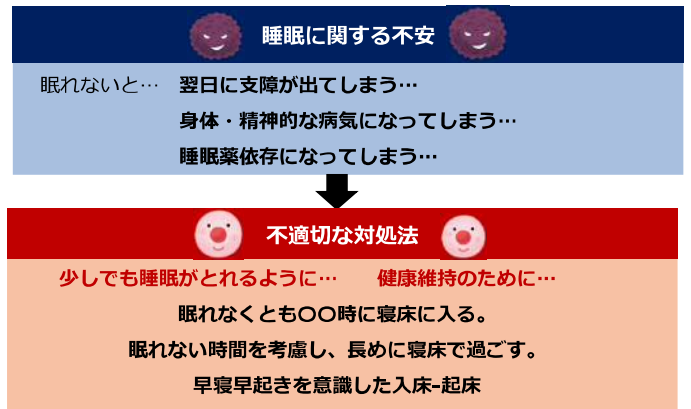 睡眠に関する不安
眠れないと… 翌日に支障が出てしまう…
身体・精神的な病気になってしまう…
睡眠薬依存になってしまう…
不適切な対処法
少しでも睡眠がとれるように… 健康維持のために…
眠れなくとも〇〇時に寝床に入る。
眠れない時間を考慮し、長めに寝床で過ごす。
早寝早起きを意識した入床-起床